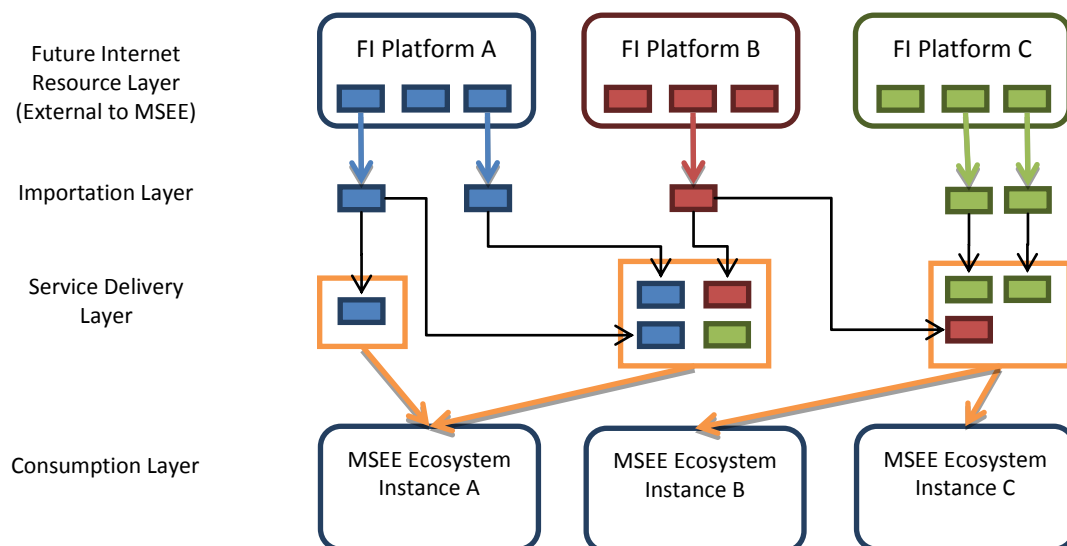 Future Internet
Resource Layer
(External to MSEE)
FI Platform A
FI Platform B
FI Platform C
Importation Layer
Service Delivery
Layer
Consumption Layer
MSEE Ecosystem
Instance A
MSEE Ecosystem
Instance B
MSEE Ecosystem
Instance C